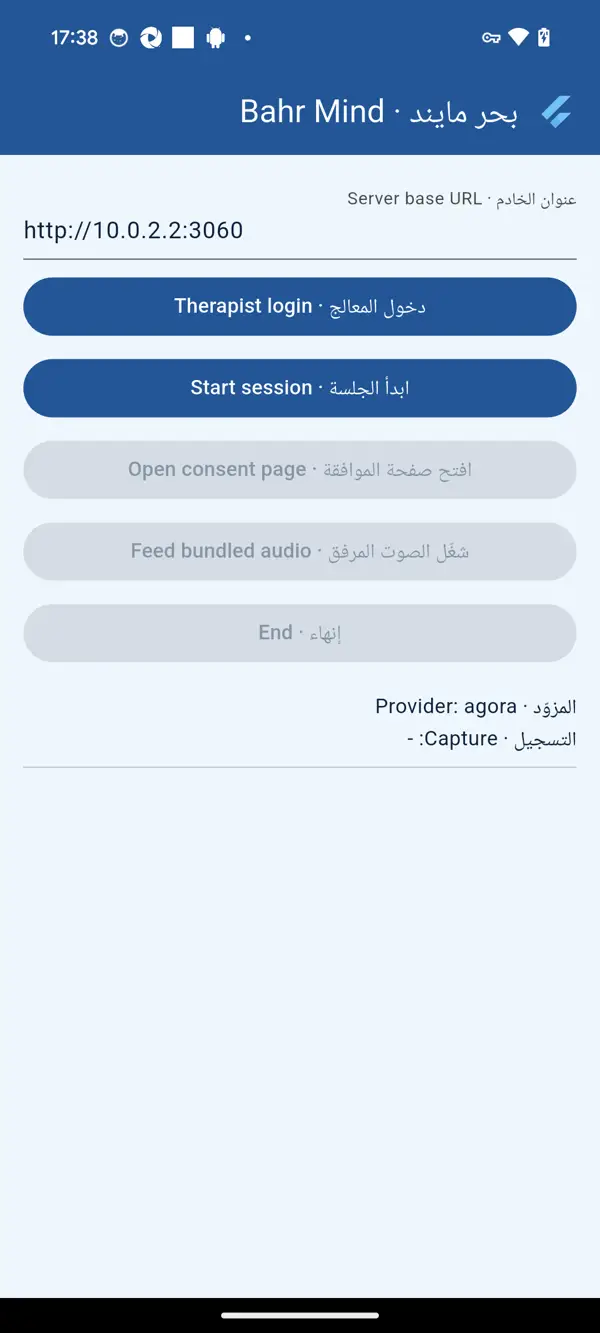 17:38
بحر مايند · Bahr Mind
عنوان الخادم · Server base URL
http://10.0.2.2:3060
دخول المعالج · Therapist login
ابدأ الجلسة · Start session
افتح صفحة الموافقة · Open consent page
شغّل الصوت المرفق · Feed bundled audio
إنهاء · End
المزوّد · Provider: agora
التسجيل · Capture: -